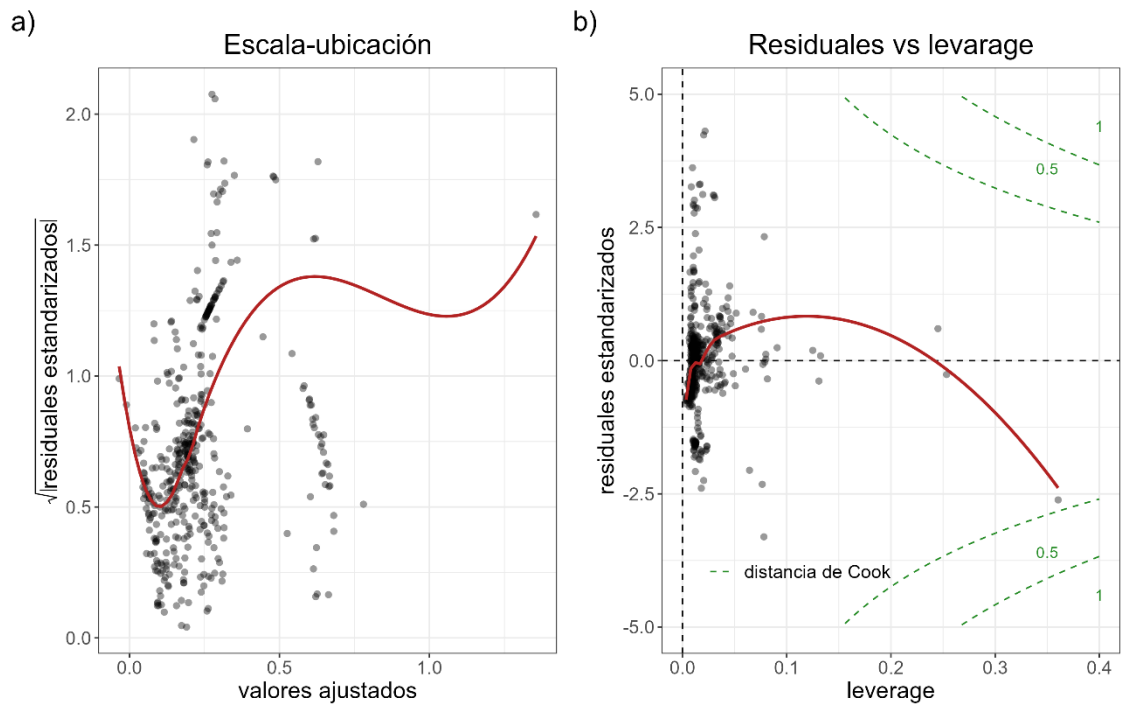 a)
Escala-ubicación
√|residuales estandarizados|
2.0
1.5
1.0
0.5
0.0
0.0
0.5
1.0
valores ajustados
b)
Residuales vs levarage
residuales estandarizados
5.0
2.5
0.0
-2.5
-5.0
1
0.5
0.5
1
distancia de Cook
0.0
0.1
0.2
0.3
0.4
leverage